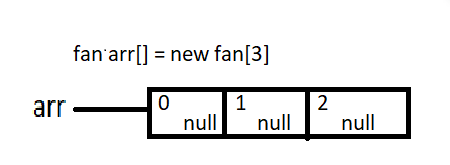 fan arr[] = new fan[3]
arr
0 1 2
null null null